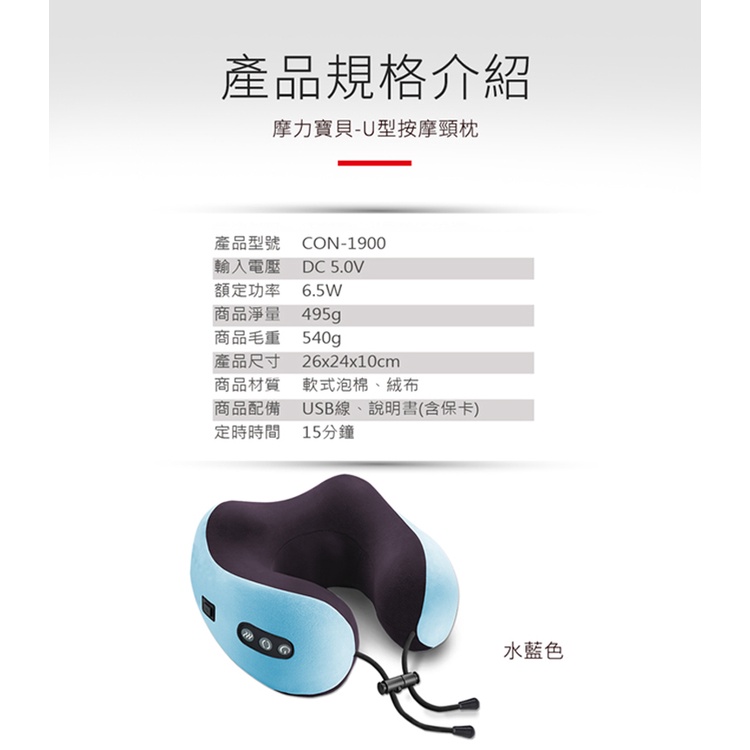 產品規格介紹
摩力寶貝-U型按摩頸枕
產品型號 CON-1900
輸入電壓 DC 5.0V
額定功率 6.5W
商品淨量 495g
商品毛重 540g
產品尺寸 26x24x10cm
商品材質 軟式泡棉、絨布
商品配備 USB線、說明書(含保卡)
定時時間 15分鐘
水藍色